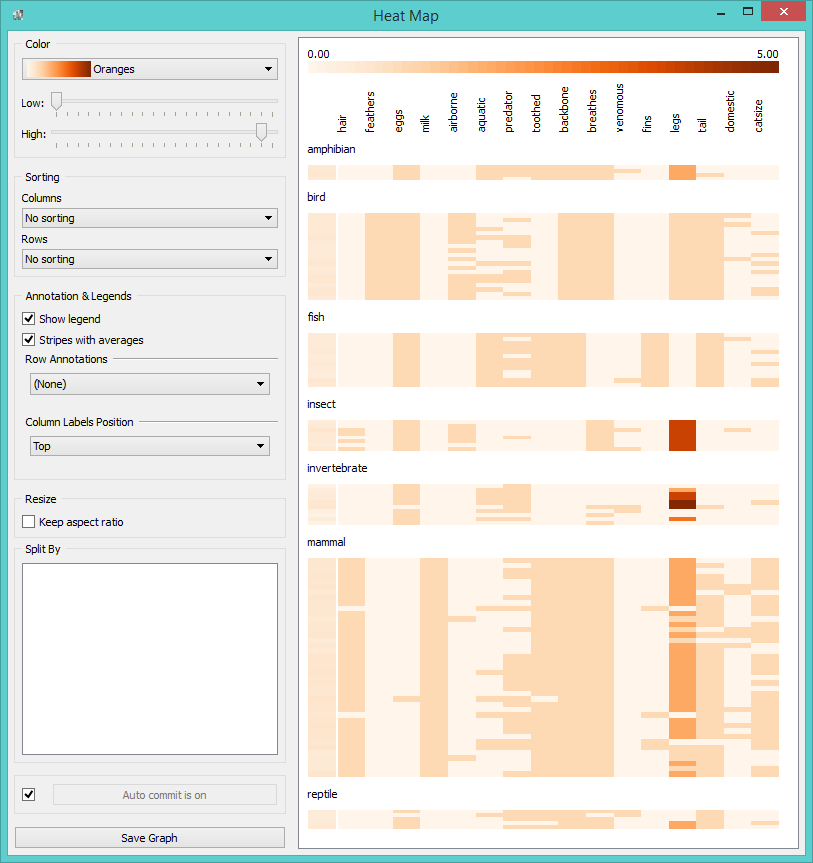 Heat Map
Color
Oranges
Low:
High:
Sorting
Columns
No sorting
Rows
No sorting
Annotation & Legends
Show legend
Stripes with averages
Row Annotations
(None)
Column Labels Position
Top
Resize
Keep aspect ratio
Split By
Auto commit is on
Save Graph
0.00 5.00
hair feathers eggs milk airborne aquatic predator toothed backbone breathes venomous fins legs tail domestic catsize
amphibian
bird
fish
insect
invertebrate
mammal
reptile